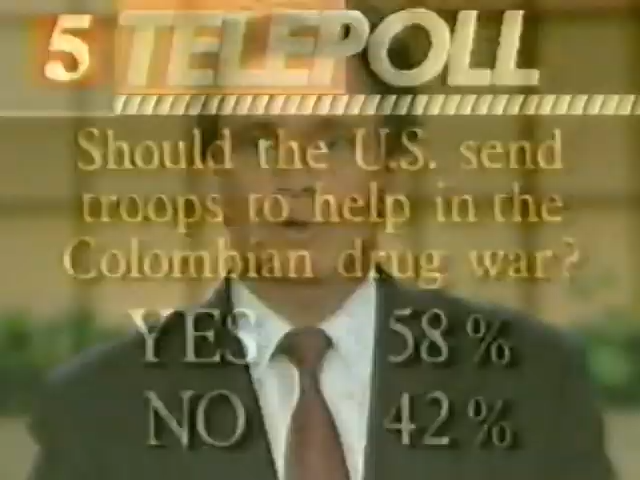 5 TELEPOLL
Should the U.S. send
troops to help in the
Colombian drug war?
YES 58%
NO 42%